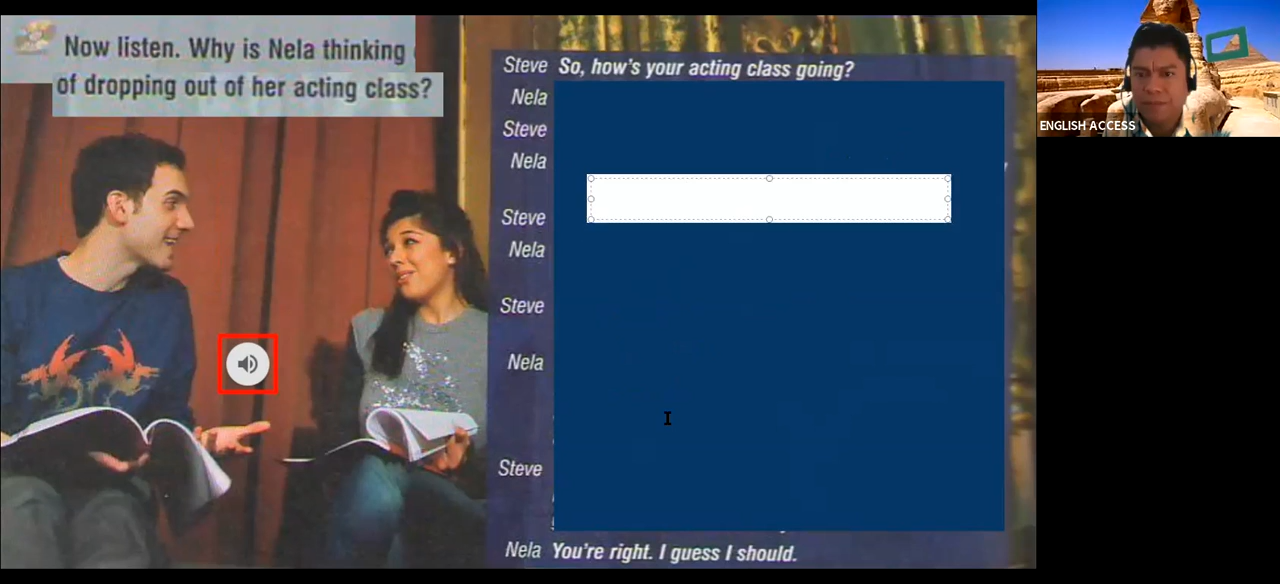 Now listen. Why is Nela thinking
of dropping out of her acting class?
Steve So, how's your acting class going?
Nela
Steve
Nela
Steve
Nela
Steve
Nela
Steve
Nela You're right. I guess I should.
ENGLISH ACCESS